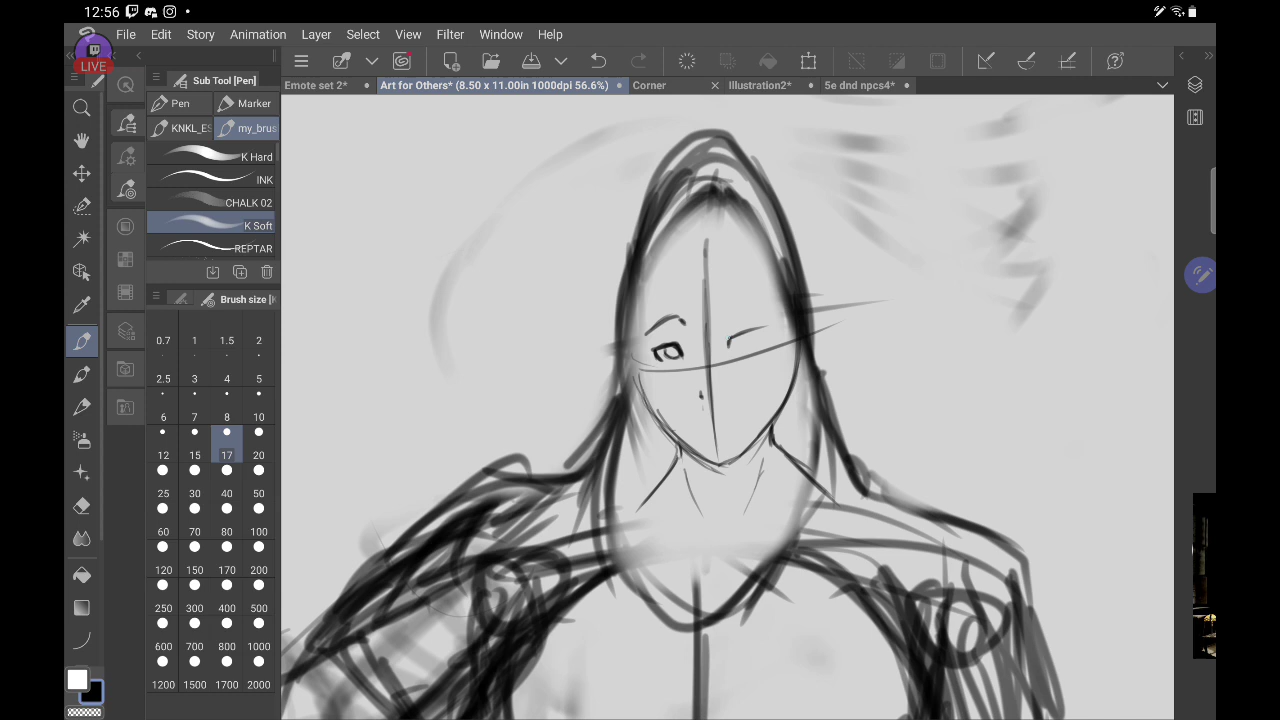 12:56
File Edit Story Animation Layer Select View Filter Window Help
LIVE
Sub Tool [Pen]
Emote set 2* Art for Others* (8.50 x 11.00in 1000dpi 56.6%) Corner Illustration2* 5e dnd npcs4*
Pen Marker
KNKL_ES my_brus
K Hard
INK
CHALK 02
K Soft
REPTAR
Brush size [K
0.7 1 1.5 2
2.5 3 4 5
6 7 8 10
12 15 17 20
25 30 40 50
60 70 80 100
120 150 170 200
250 300 400 500
600 700 800 1000
1200 1500 1700 2000